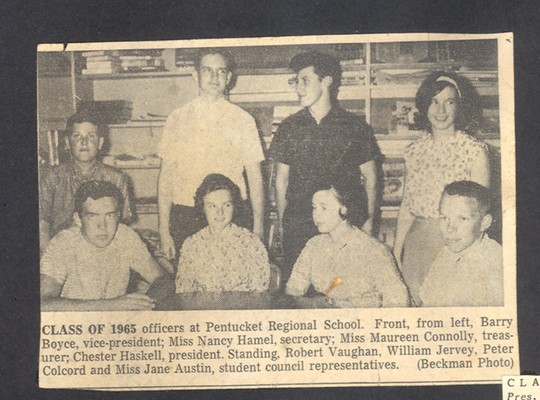 CLASS OF 1965 officers at Pentucket Regional School. Front, from left, Barry
Boyce, vice-president; Miss Nancy Hamel, secretary; Miss Maureen Connolly, treas-
urer; Chester Haskell, president. Standing, Robert Vaughan, William Jervey, Peter
Colcord and Miss Jane Austin, student council representatives. (Beckman Photo)
CLA
Pres.